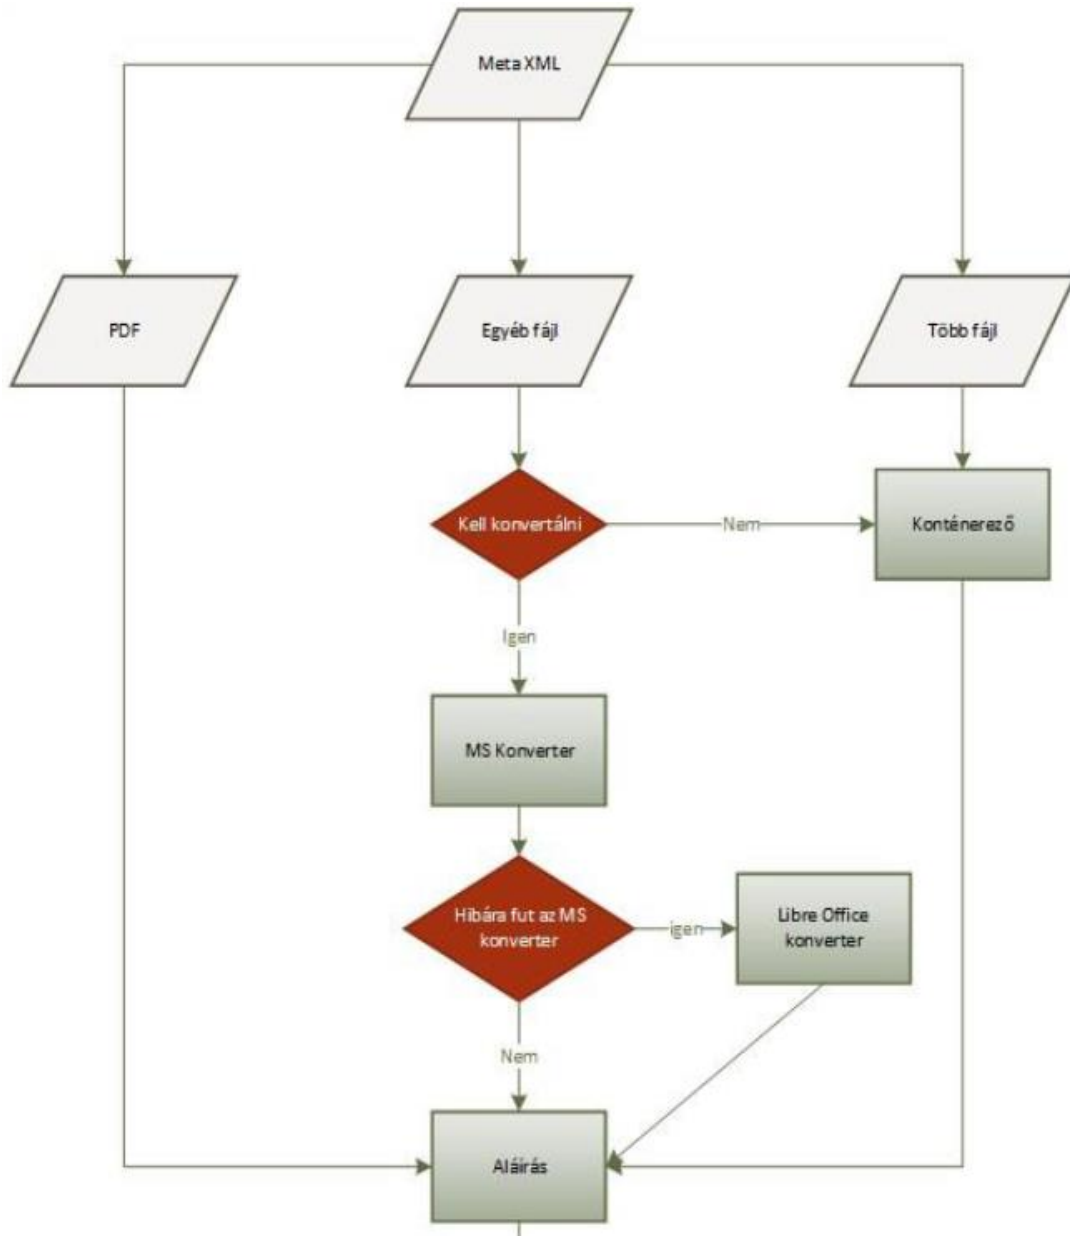 Meta XML
PDF
Egyéb fájl
Több fájl
Kell konvertálni
Nem
Konténerező
Igen
MS Konverter
Hibára fut az MS
konverter
igen
Libre Office
konverter
Nem
Aláírás